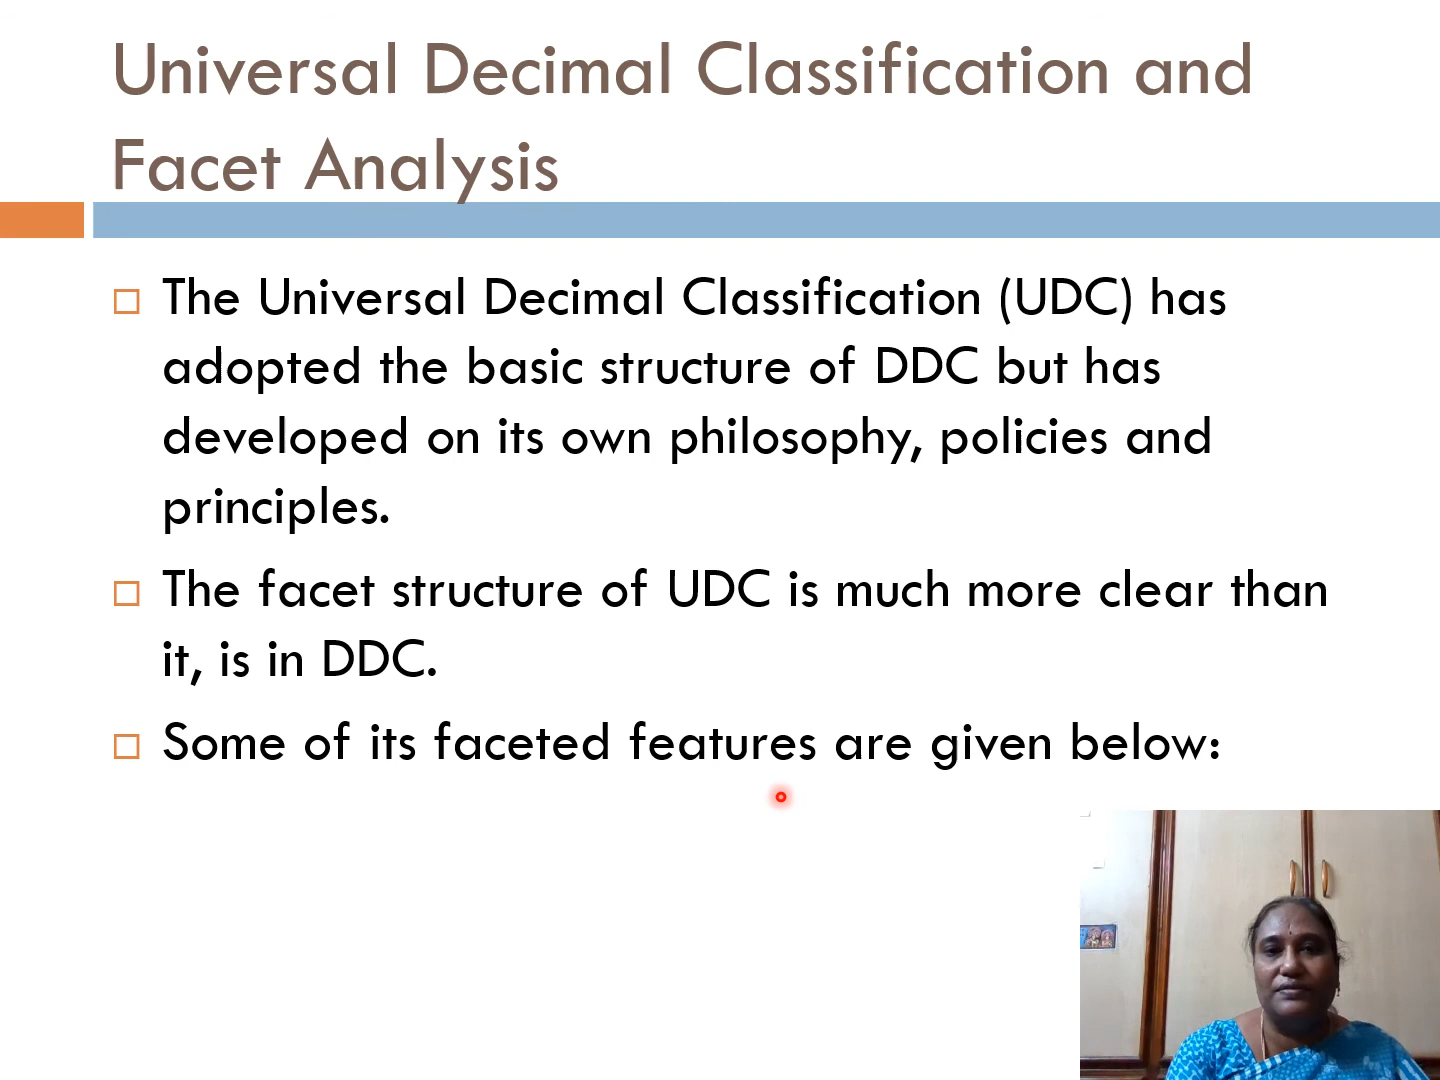 Universal Decimal Classification and
Facet Analysis
The Universal Decimal Classification (UDC) has
adopted the basic structure of DDC but has
developed on its own philosophy, policies and
principles.
The facet structure of UDC is much more clear than
it, is in DDC.
Some of its faceted features are given below: